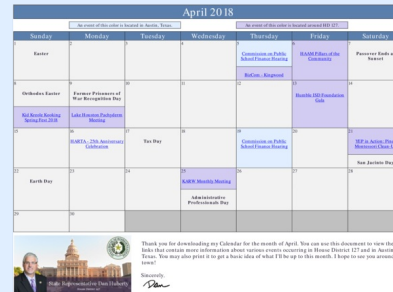 April 2018
An event of this color is located in Austin, Texas.
An event of this color is located around HD 127.
Sunday Monday Tuesday Wednesday Thursday Friday Saturday
1 2 3 4 5 6
Easter
Commission on Public School Finance Hearing
HAAM Pillars of the Community
Passover Ends at Sunset
BizCom - Kingwood
8 9 10 11 12 13
Orthodox Easter
Former Prisoners of War Recognition Day
Humble ISD Foundation Gala
Kid Kredit Banking Spring Fest 2018
Lake Houston Pachyderm Meeting
15 16 17 18 19 20 21
HARTA - 25th Anniversary Celebration
Tax Day
Commission on Public School Finance Hearing
San Jacinto Day
22 23 24 25 26 27 28
Earth Day
KARW Monthly Meeting
Administrative Professionals Day
29 30
Thank you for downloading my Calendar for the month of April. You can use this document to view the
links that contain more information about various events occurring in House District 127 and in Austin,
Texas. You may also print it to get a basic idea of what I'll be up to this month. I hope to see you around
town!
Sincerely,
Dan
State Representative Dan Huberty